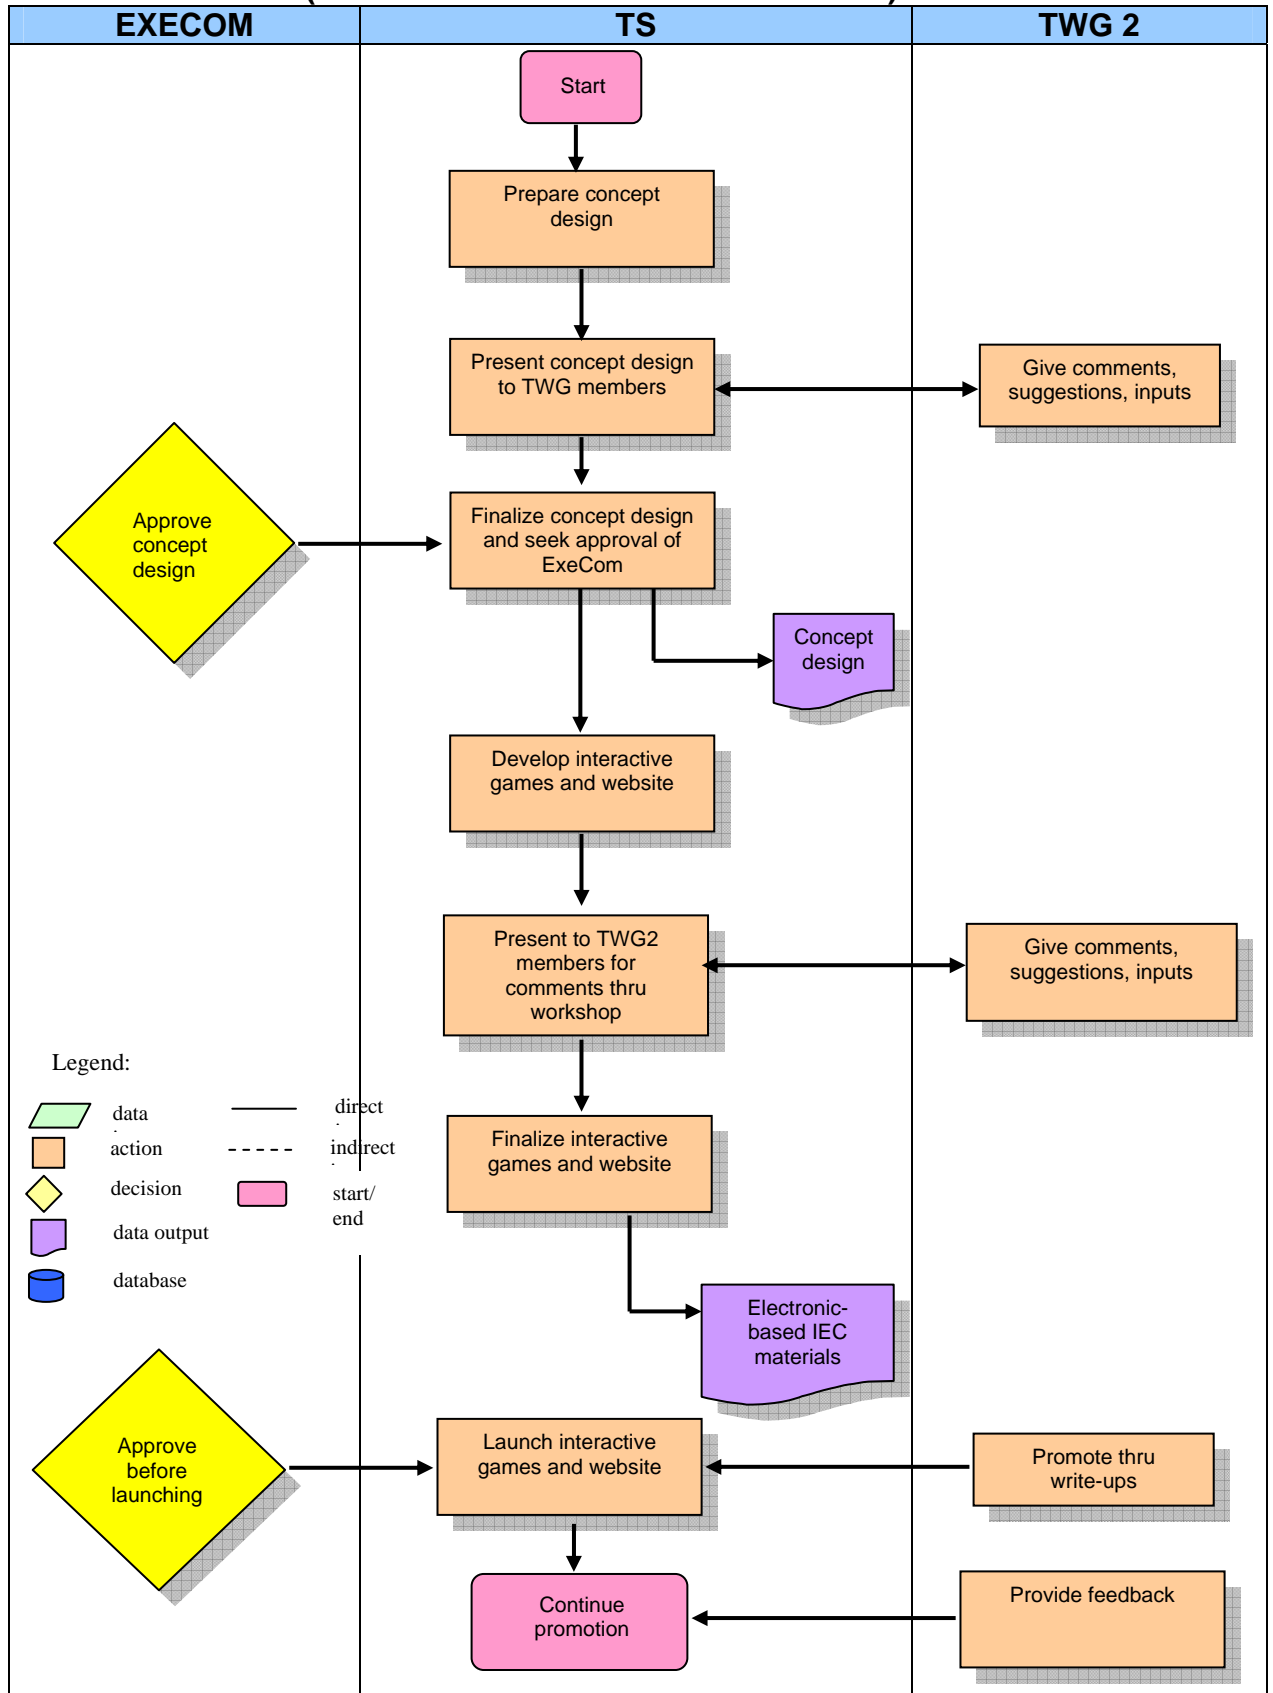 EXECOM
TS
TWG 2
Start
Prepare concept
design
Present concept design
to TWG members
Give comments,
suggestions, inputs
Approve
concept
design
Finalize concept design
and seek approval of
ExeCom
Concept
design
Develop interactive
games and website
Present to TWG2
members for
comments thru
workshop
Give comments,
suggestions, inputs
Legend:
data
direct
action
indirect
decision
start/
end
data output
database
Finalize interactive
games and website
Electronic-
based IEC
materials
Approve
before
launching
Launch interactive
games and website
Promote thru
write-ups
Continue
promotion
Provide feedback